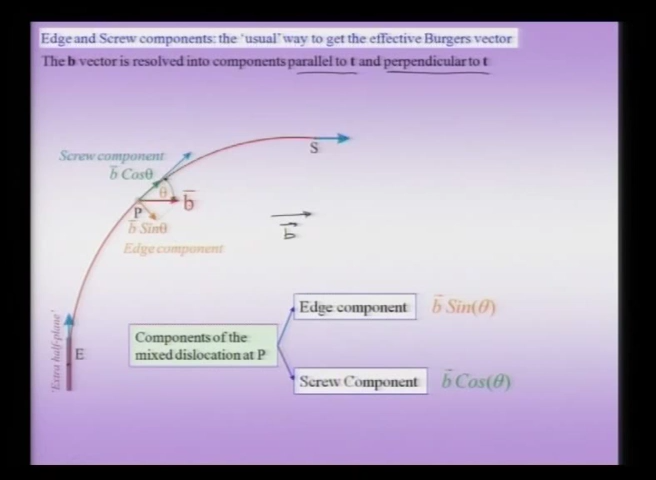 Edge and Screw components: the 'usual' way to get the effective Burgers vector
The b vector is resolved into components parallel to t and perpendicular to t
S
Screw component
b̅ Cosθ
θ
b̅
P
b̅ Sinθ
Edge component
b⃗
'Extra half-plane'
E
Components of the
mixed dislocation at P
Edge component
b̅ Sin(θ)
Screw Component
b̅ Cos(θ)